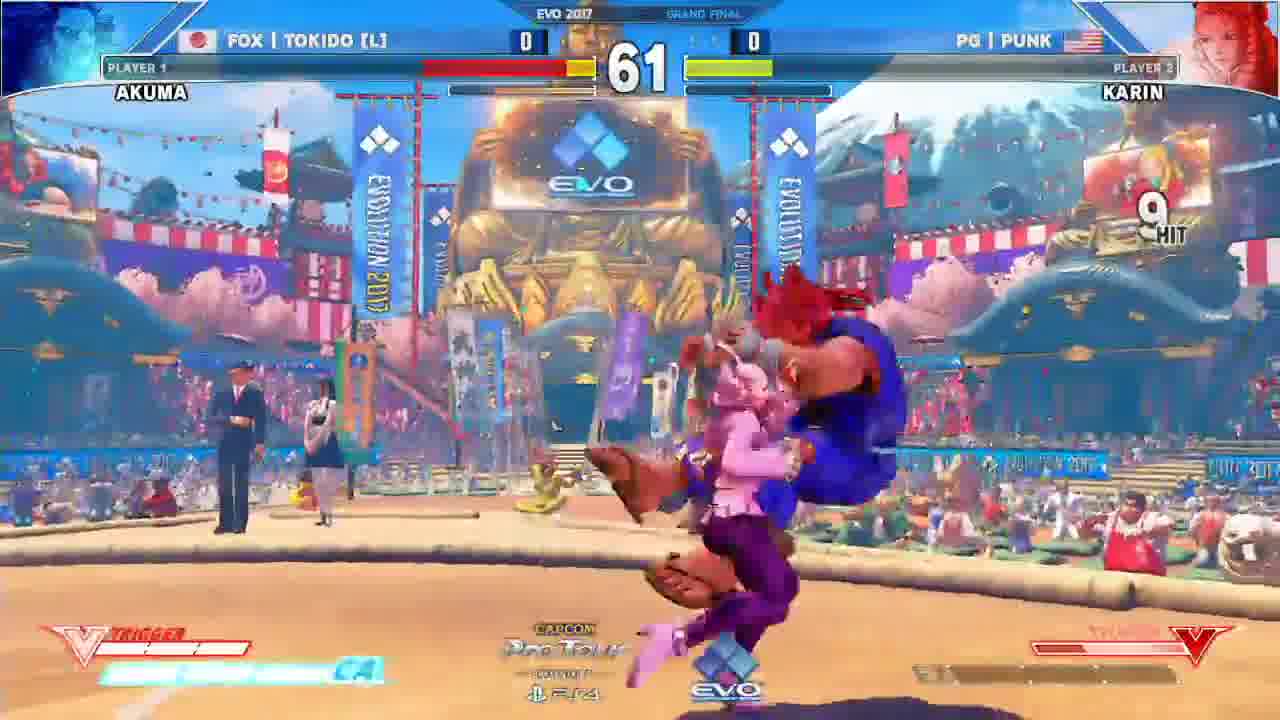 EVO 2017 GRAND FINAL
FOX | TOKIDO [L] 0 61 0 PG | PUNK
PLAYER 1 PLAYER 2
AKUMA KARIN
EVO
EVOLUTION 2017
9
HIT
TRIGGER
CA
CAPCOM
PRO TOUR
PS4
EVO